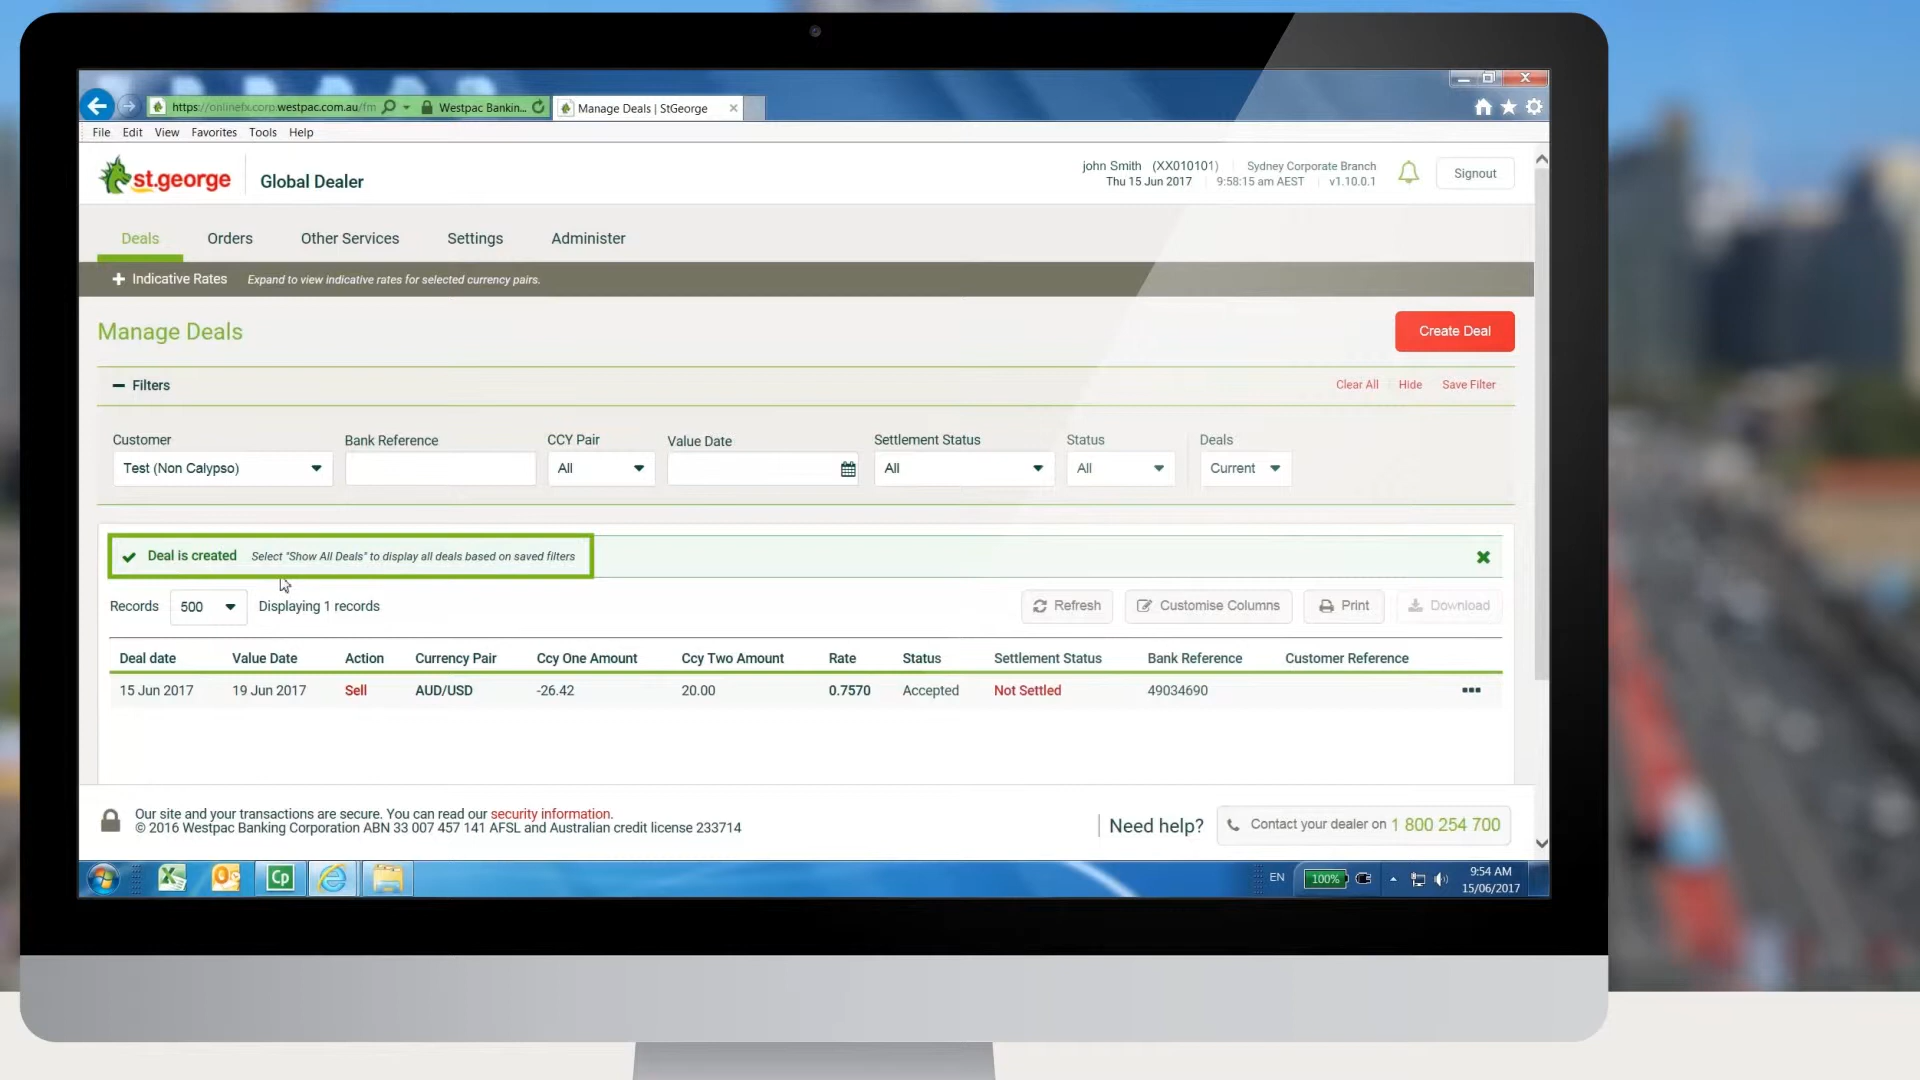 https://onlinefx.corp.westpac.com.au/fm
Westpac Bankin...
Manage Deals | StGeorge
File Edit View Favorites Tools Help
st.george Global Dealer
john Smith (XX010101) Sydney Corporate Branch
Thu 15 Jun 2017 9:58:15 am AEST v1.10.0.1
Signout
Deals Orders Other Services Settings Administer
Indicative Rates Expand to view indicative rates for selected currency pairs.
Manage Deals
Create Deal
Filters
Clear All Hide Save Filter
Customer Bank Reference CCY Pair Value Date Settlement Status Status Deals
Test (Non Calypso) All All All Current
Deal is created Select "Show All Deals" to display all deals based on saved filters
Records 500 Displaying 1 records
Refresh Customise Columns Print Download
Deal date Value Date Action Currency Pair Ccy One Amount Ccy Two Amount Rate Status Settlement Status Bank Reference Customer Reference
15 Jun 2017 19 Jun 2017 Sell AUD/USD -26.42 20.00 0.7570 Accepted Not Settled 49034690
Our site and your transactions are secure. You can read our security information.
© 2016 Westpac Banking Corporation ABN 33 007 457 141 AFSL and Australian credit license 233714
Need help? Contact your dealer on 1 800 254 700
Cp
EN
100%
9:54 AM
15/06/2017